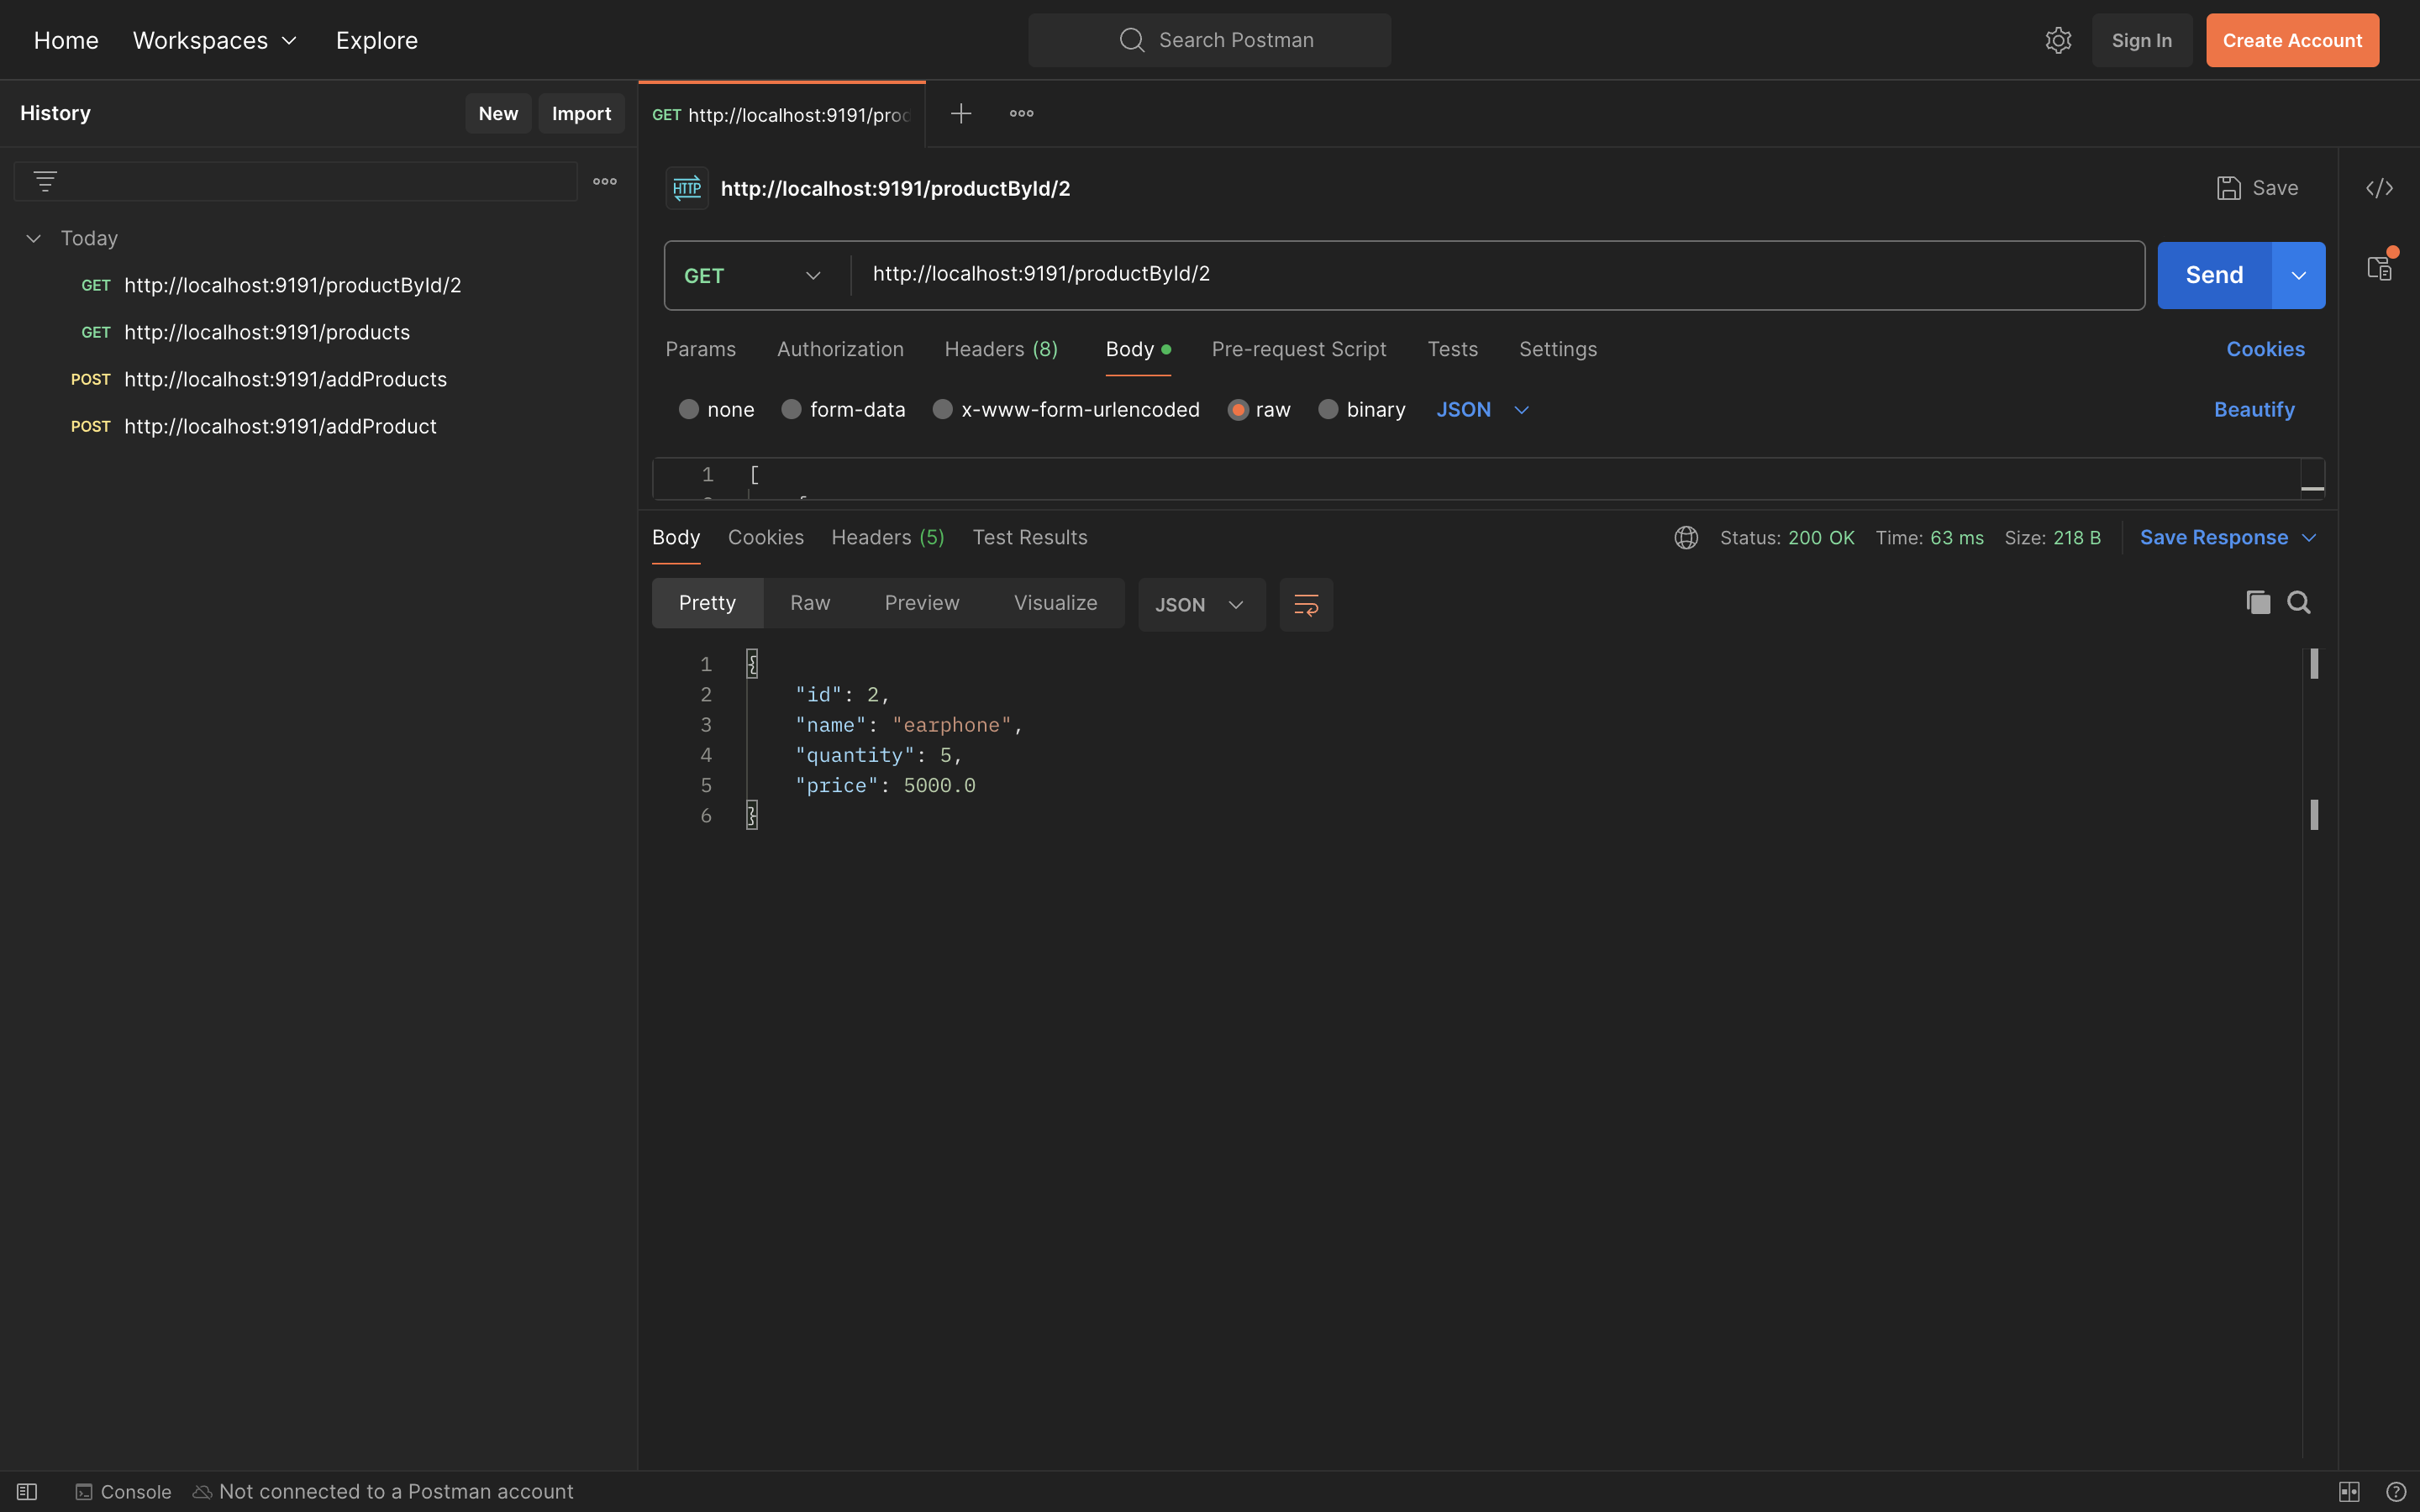 Home Workspaces Explore Search Postman Sign In Create Account
History New Import
GET http://localhost:9191/proc
HTTP http://localhost:9191/productById/2 Save
Today
GET http://localhost:9191/productById/2
GET http://localhost:9191/products
POST http://localhost:9191/addProducts
POST http://localhost:9191/addProduct
GET http://localhost:9191/productById/2 Send
Params Authorization Headers (8) Body Pre-request Script Tests Settings Cookies
none form-data x-www-form-urlencoded raw binary JSON Beautify
1 [
Body Cookies Headers (5) Test Results Status: 200 OK Time: 63 ms Size: 218 B Save Response
Pretty Raw Preview Visualize JSON
1 {
2 "id": 2,
3 "name": "earphone",
4 "quantity": 5,
5 "price": 5000.0
6 }
Console Not connected to a Postman account